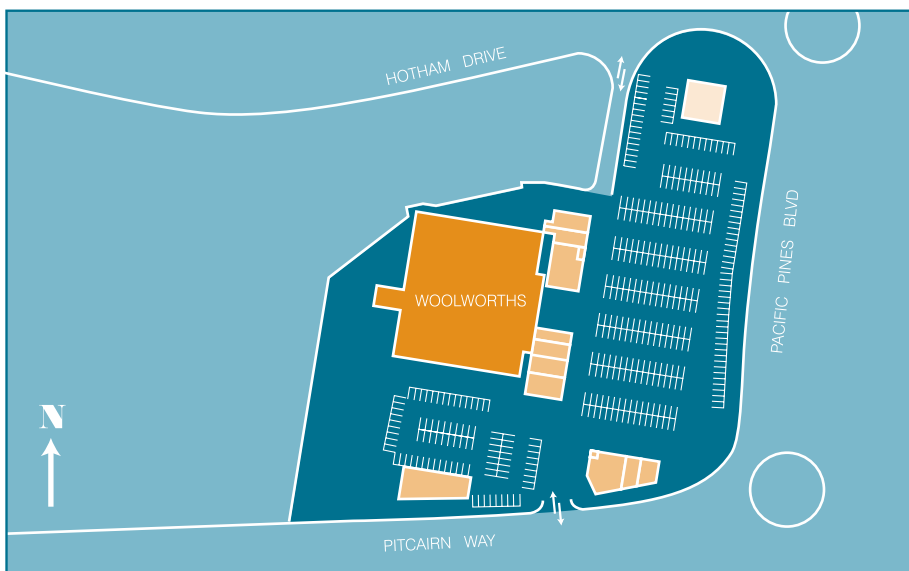 HOTHAM DRIVE
PACIFIC PINES BLVD
WOOLWORTHS
N
PITCAIRN WAY